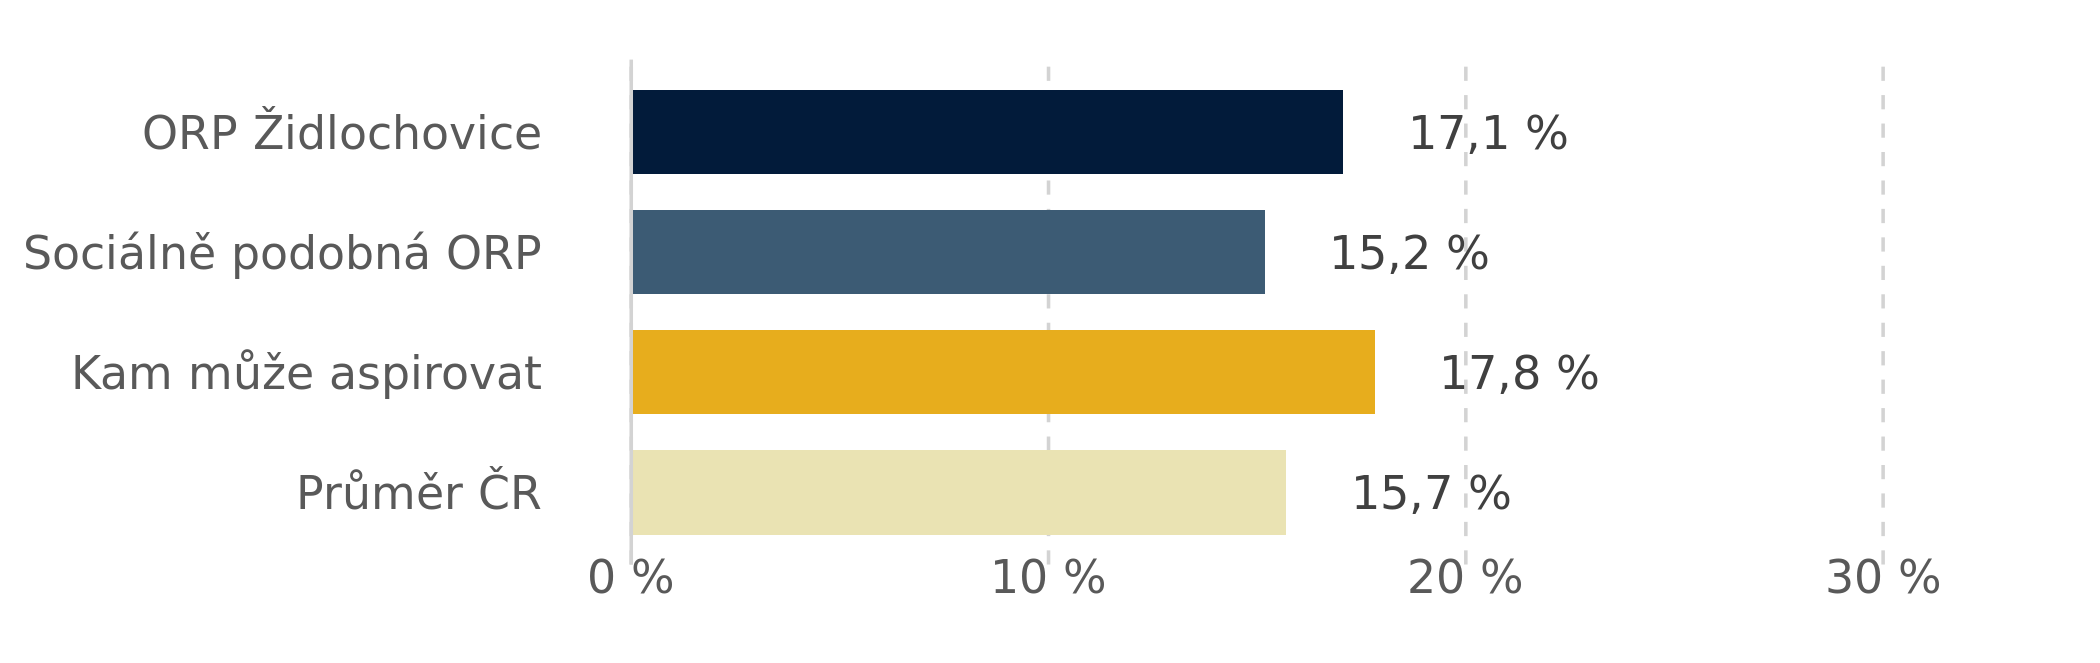 ORP Židlochovice 17,1 %
Sociálně podobná ORP 15,2 %
Kam může aspirovat 17,8 %
Průměr ČR 15,7 %
0 % 10 % 20 % 30 %